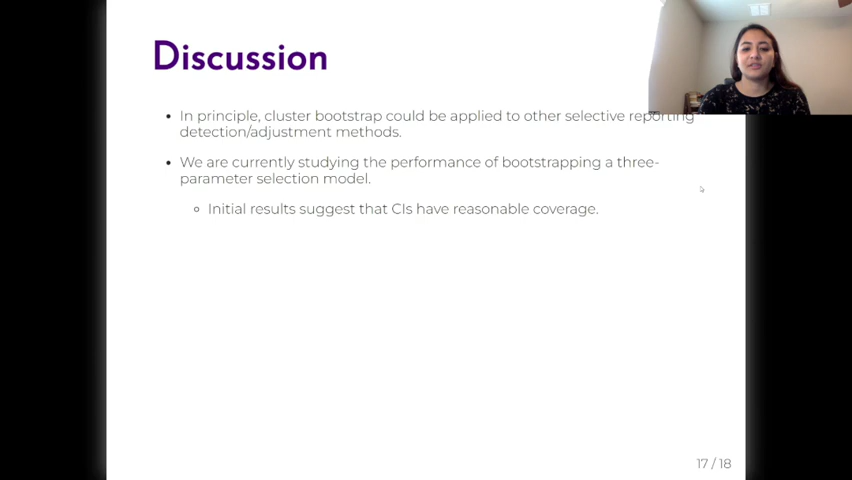 Discussion
In principle, cluster bootstrap could be applied to other selective reporting
detection/adjustment methods.
We are currently studying the performance of bootstrapping a three-
parameter selection model.
Initial results suggest that CIs have reasonable coverage.
17 / 18